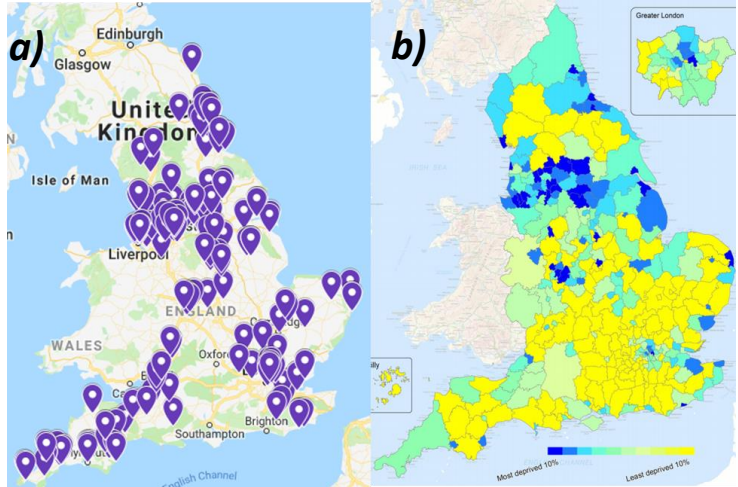 a)
Edinburgh
Glasgow
United
Kingdom
Isle of Man
Liverpool
ENGLAND
WALES
Oxford
Southampton
Brighton
English Channel
b)
Greater London
Most deprived 10%
Least deprived 10%